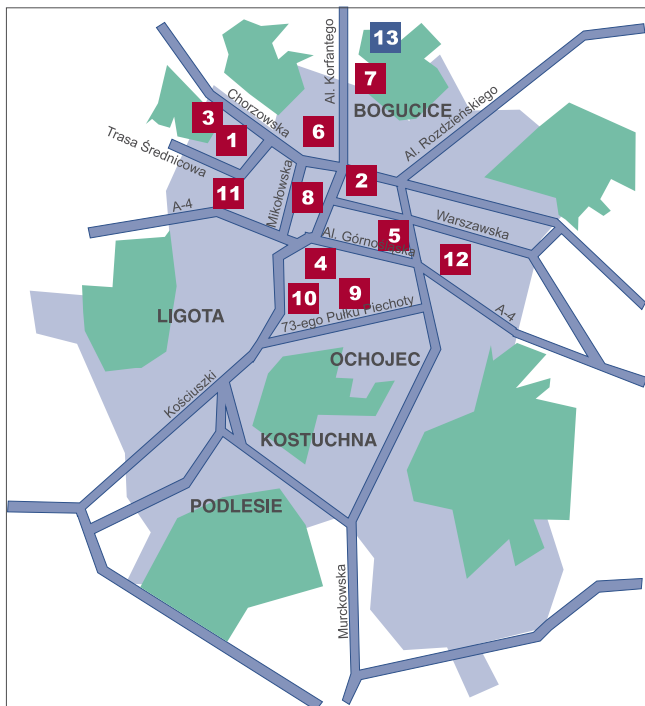 13
Al. Korfantego
7
BOGUCICE
Al. Rozdzieńskiego
3
Chorzowska
6
1
Trasa Średnicowa
2
11
Mikołowska
8
A-4
Warszawska
5
Al. Górnośląska
12
4
10
9
73-ego Pułku Piechoty
A-4
LIGOTA
OCHOJEC
Kościuszki
KOSTUCHNA
PODLESIE
Murckowska